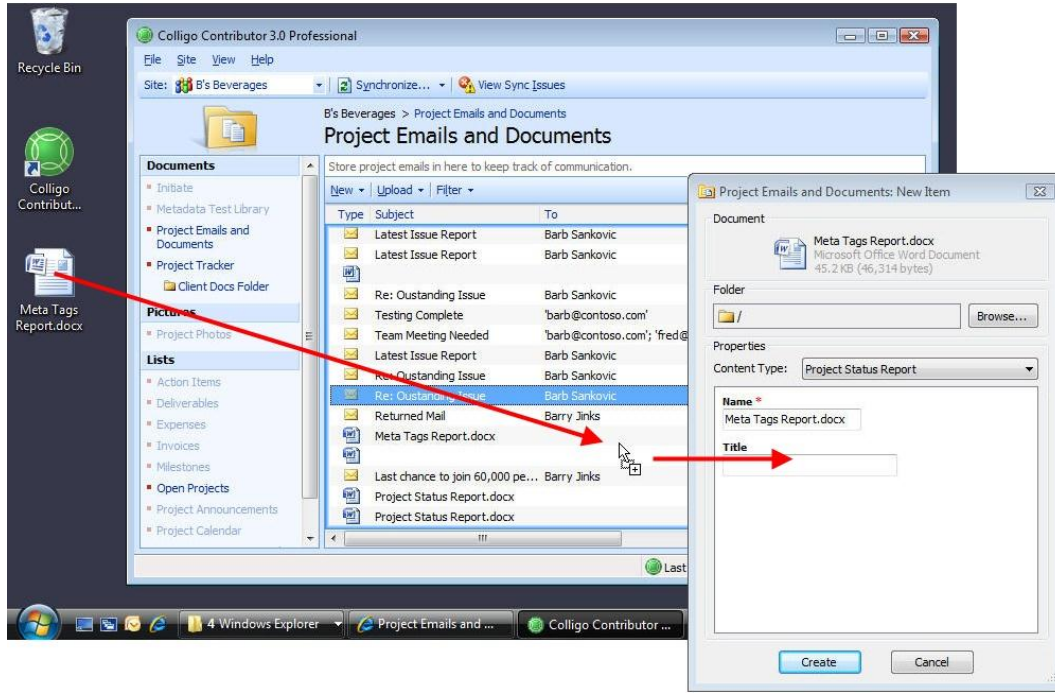 Recycle Bin
Colligo
Contribut...
Meta Tags
Report.docx
Colligo Contributor 3.0 Professional
File Site View Help
Site: B's Beverages Synchronize... View Sync Issues
B's Beverages > Project Emails and Documents
Project Emails and Documents
Store project emails in here to keep track of communication.
New Upload Filter
Documents
Initiate
Metadata Test Library
Project Emails and
Documents
Project Tracker
Client Docs Folder
Pictures
Project Photos
Lists
Action Items
Deliverables
Expenses
Invoices
Milestones
Open Projects
Project Announcements
Project Calendar
Type Subject To
Latest Issue Report Barb Sankovic
Latest Issue Report Barb Sankovic
Re: Oustanding Issue Barb Sankovic
Testing Complete 'barb@contoso.com'
Team Meeting Needed 'barb@contoso.com'; 'fred@
Latest Issue Report Barb Sankovic
Re: Oustanding Issue Barb Sankovic
Re: Oustanding Issue Barb Sankovic
Returned Mail Barry Jinks
Meta Tags Report.docx
Last chance to join 60,000 pe... Barry Jinks
Project Status Report.docx
Project Status Report.docx
Last
Project Emails and Documents: New Item
Document
Meta Tags Report.docx
Microsoft Office Word Document
45.2 KB (46,314 bytes)
Folder
/ Browse...
Properties
Content Type: Project Status Report
Name *
Meta Tags Report.docx
Title
Create Cancel
4 Windows Explorer Project Emails and ... Colligo Contributor ...